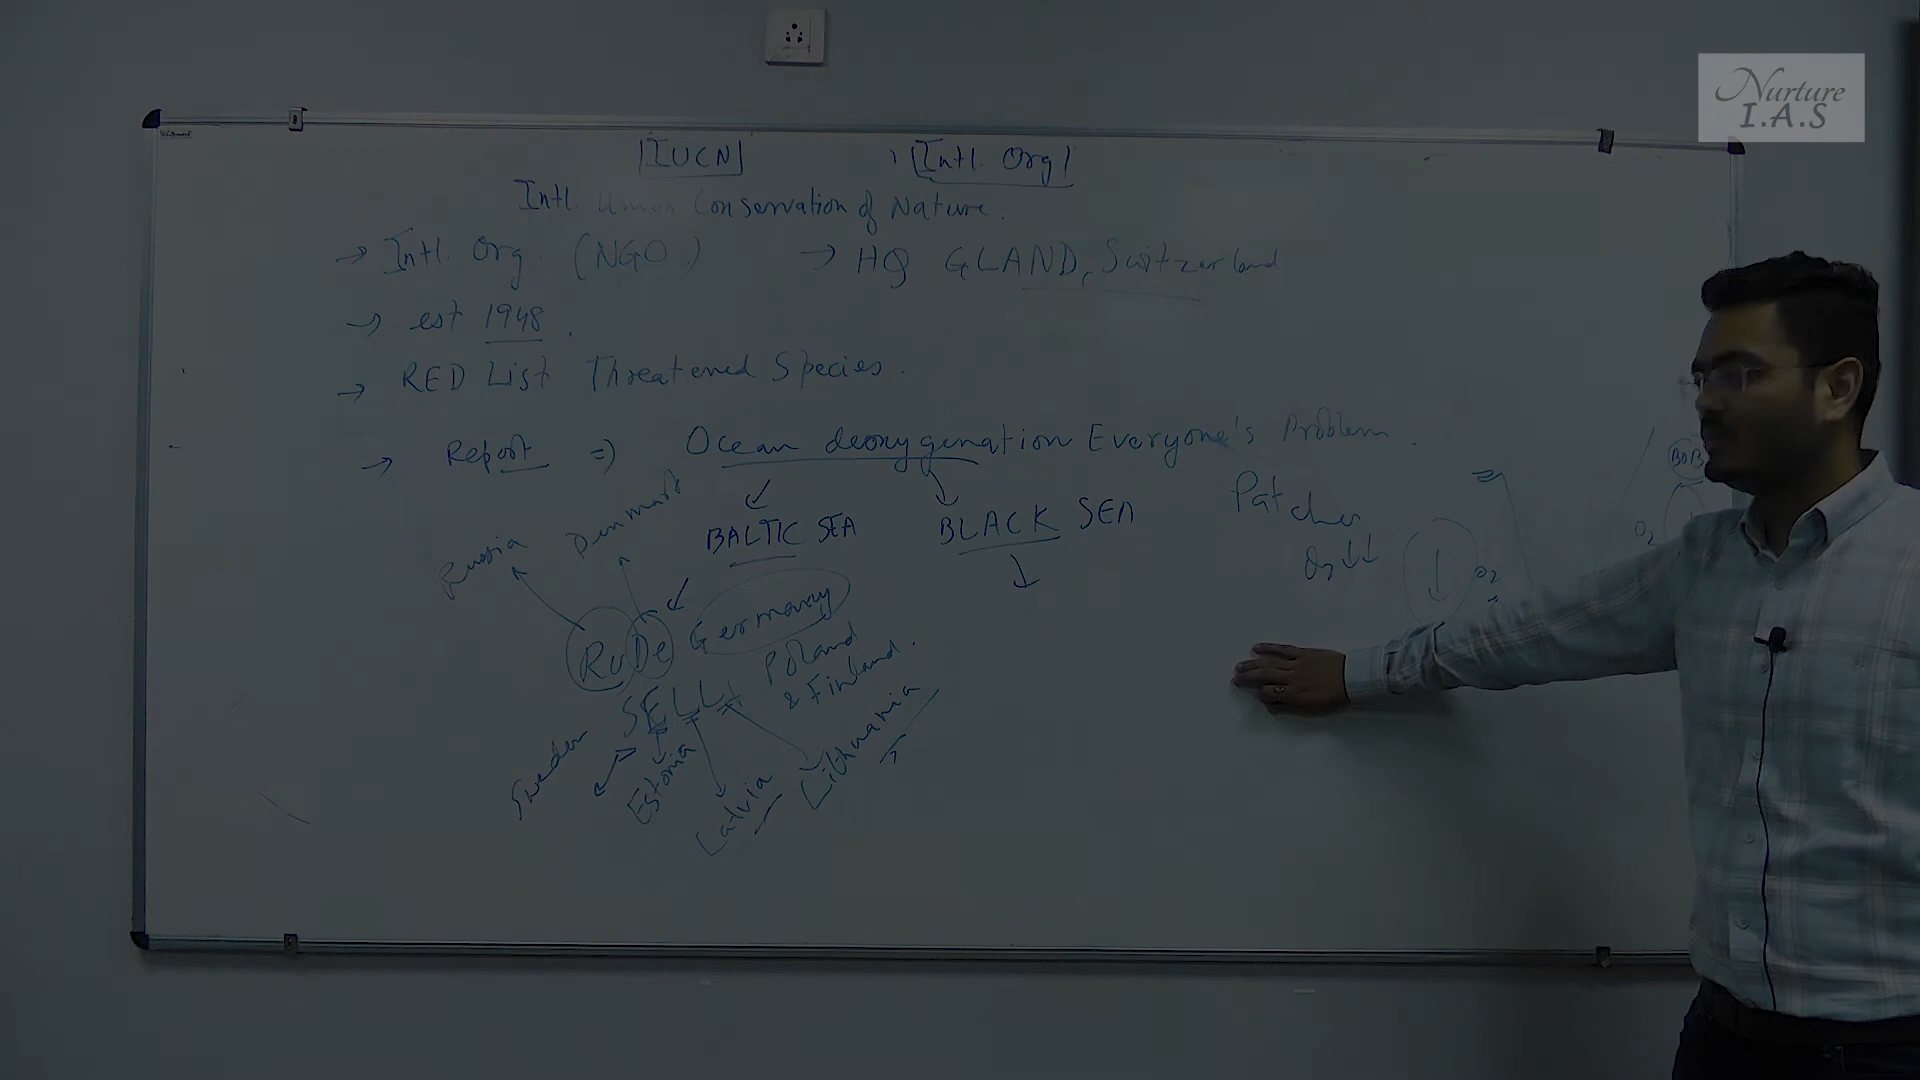 Nurture
I.A.S
IUCN
Intl. Org
Intl. Union Conservation of Nature.
→ Intl. Org. (NGO.) → HQ GLAND, Switzerland
→ est 1948.
→ RED List Threatened Species.
→ Report ⇒ Ocean deoxygenation Everyone's Problem.
BALTIC SEA
BLACK SEA
O₂↓↓
↓ O₂
BOB
O₂
Russia
Denmark
RuDe Germany
Poland
& Finland.
SELL
Sweden
Estonia
Latvia
Lithuania